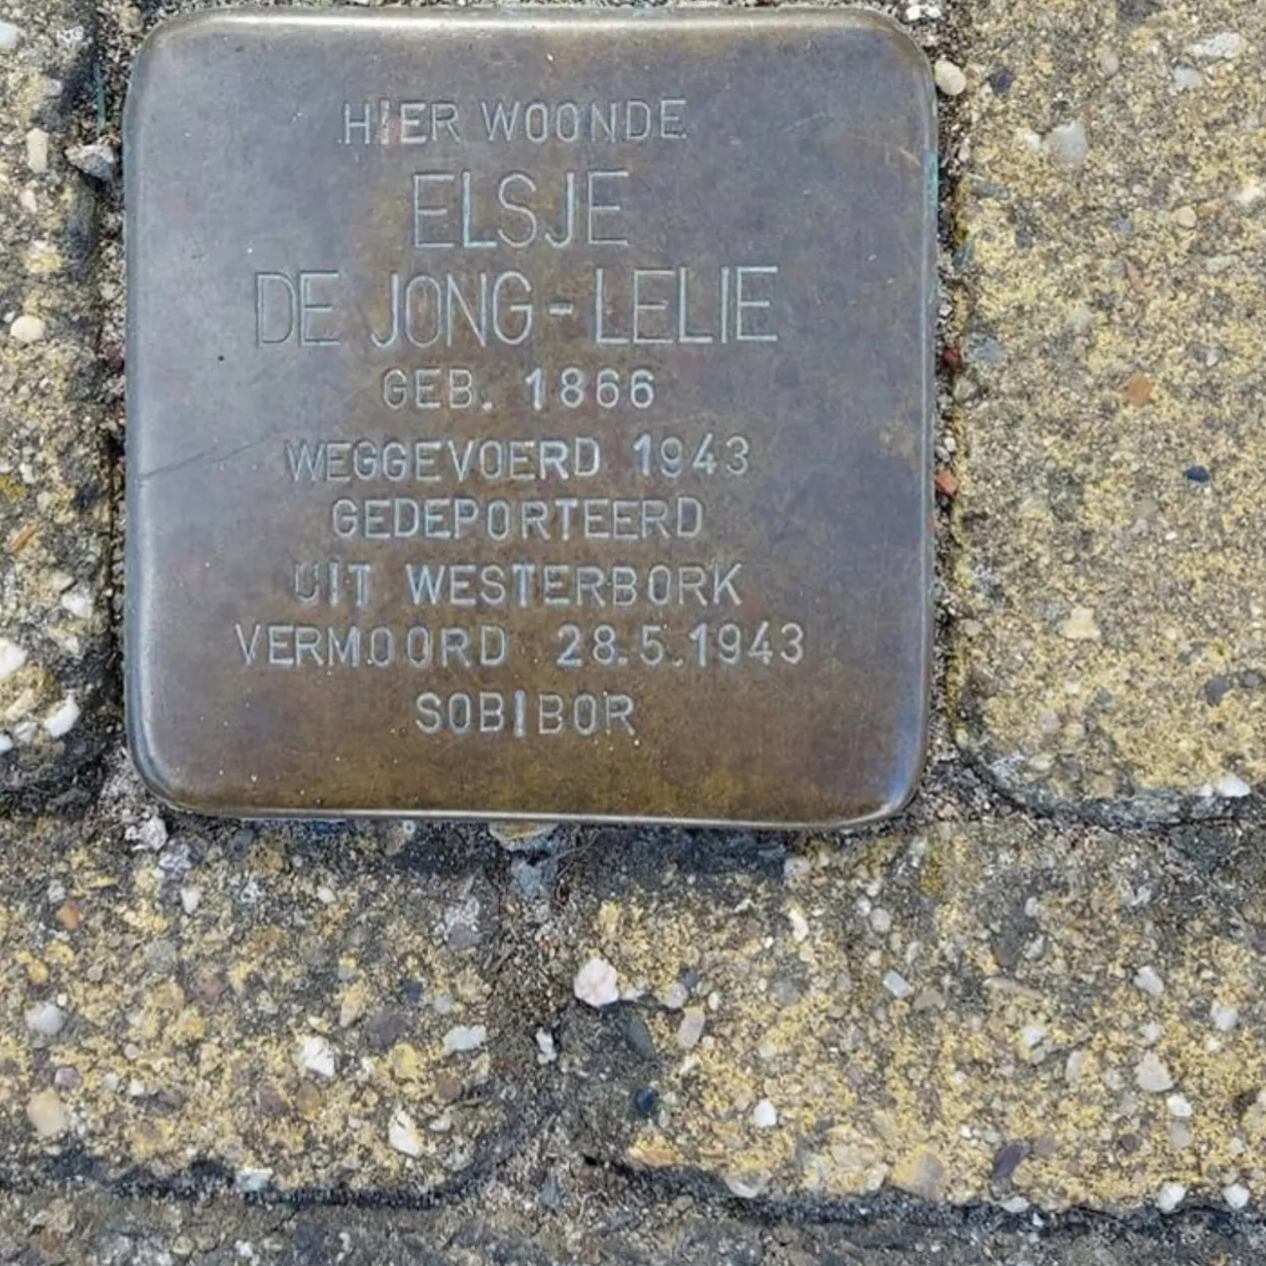 HIER WOONDE
ELSJE
DE JONG-LELIE
GEB. 1866
WEGGEVOERD 1943
GEDEPORTEERD
UIT WESTERBORK
VERMOORD 28.5.1943
SOBIBOR